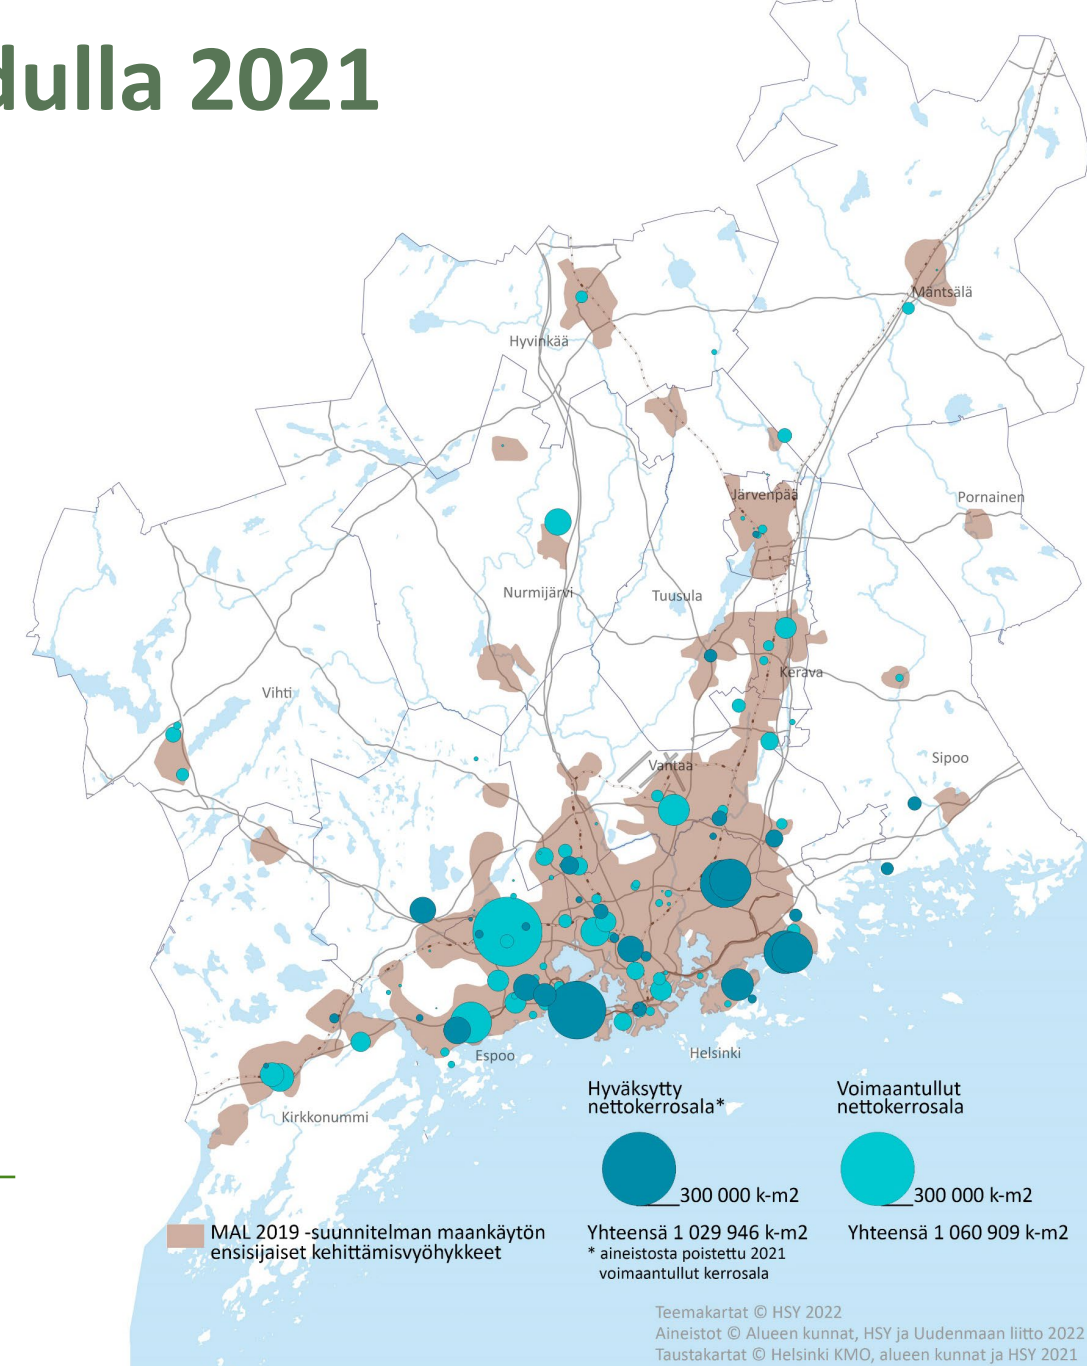 dulla 2021
Mäntsälä
Hyvinkää
Järvenpää
Pornainen
Nurmijärvi
Tuusula
Kerava
Vihti
Sipoo
Vantaa
Espoo
Helsinki
Kirkkonummi
Hyväksytty
nettokerrosala*
Voimaantullut
nettokerrosala
300 000 k-m2
300 000 k-m2
MAL 2019 -suunnitelman maankäytön
ensisijaiset kehittämisvyöhykkeet
Yhteensä 1 029 946 k-m2
Yhteensä 1 060 909 k-m2
* aineistosta poistettu 2021
voimaantullut kerrosala
Teemakartat © HSY 2022
Aineistot © Alueen kunnat, HSY ja Uudenmaan liitto 2022
Taustakartat © Helsinki KMO, alueen kunnat ja HSY 2021